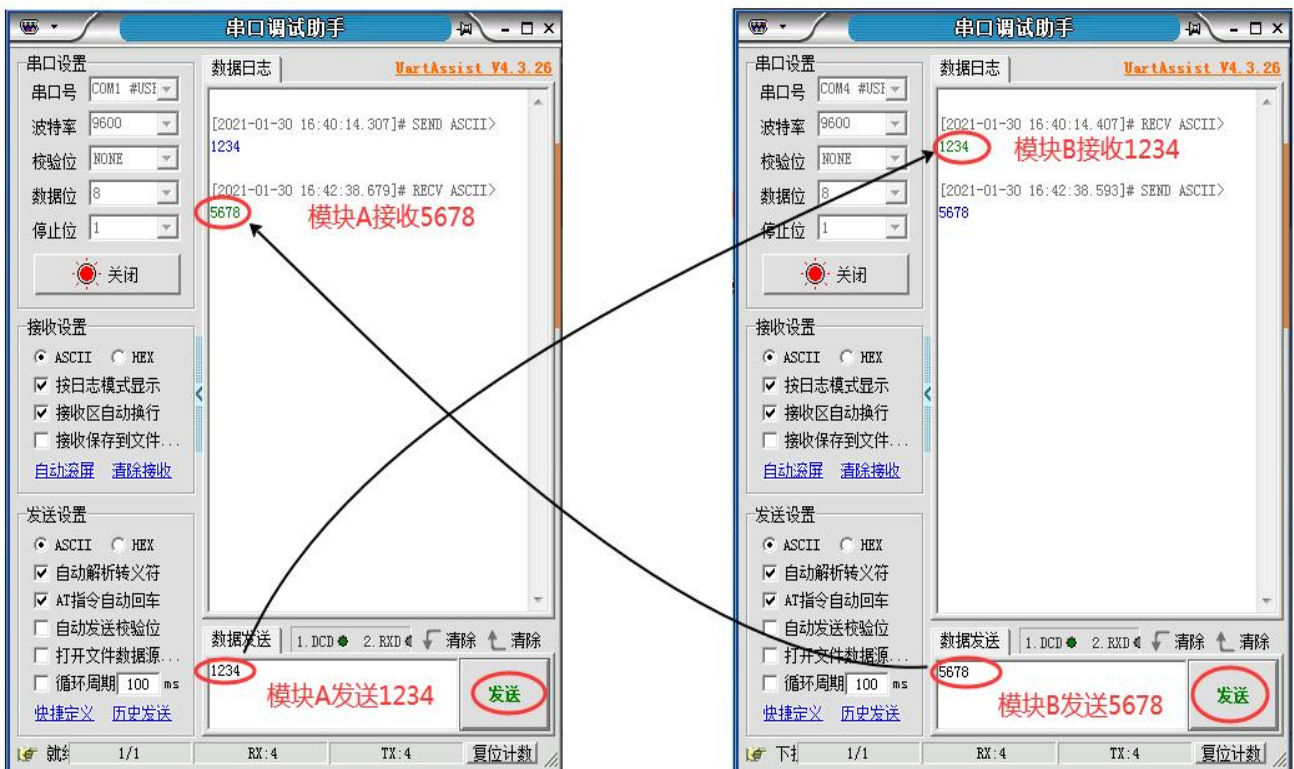 串口调试助手
串口设置
串口号 COM1 #USI
波特率 9600
校验位 NONE
数据位 8
停止位 1
关闭
接收设置
ASCII HEX
按日志模式显示
接收区自动换行
接收保存到文件...
自动滚屏 清除接收
发送设置
ASCII HEX
自动解析转义符
AT指令自动回车
自动发送校验位
打开文件数据源...
循环周期 100 ms
快捷定义 历史发送
数据日志 UartAssist V4.3.26
[2021-01-30 16:40:14.307]# SEND ASCII>
1234
[2021-01-30 16:42:38.679]# RECV ASCII>
5678
模块A接收5678
数据发送 1.DCD 2.RXD 清除 清除
1234
模块A发送1234
发送
就绪 1/1 RX:4 TX:4 复位计数
串口调试助手
串口设置
串口号 COM4 #USI
波特率 9600
校验位 NONE
数据位 8
停止位 1
关闭
接收设置
ASCII HEX
按日志模式显示
接收区自动换行
接收保存到文件...
自动滚屏 清除接收
发送设置
ASCII HEX
自动解析转义符
AT指令自动回车
自动发送校验位
打开文件数据源...
循环周期 100 ms
快捷定义 历史发送
数据日志 UartAssist V4.3.26
[2021-01-30 16:40:14.407]# RECV ASCII>
1234
模块B接收1234
[2021-01-30 16:42:38.593]# SEND ASCII>
5678
数据发送 1.DCD 2.RXD 清除 清除
5678
模块B发送5678
发送
1/1 RX:4 TX:4 复位计数